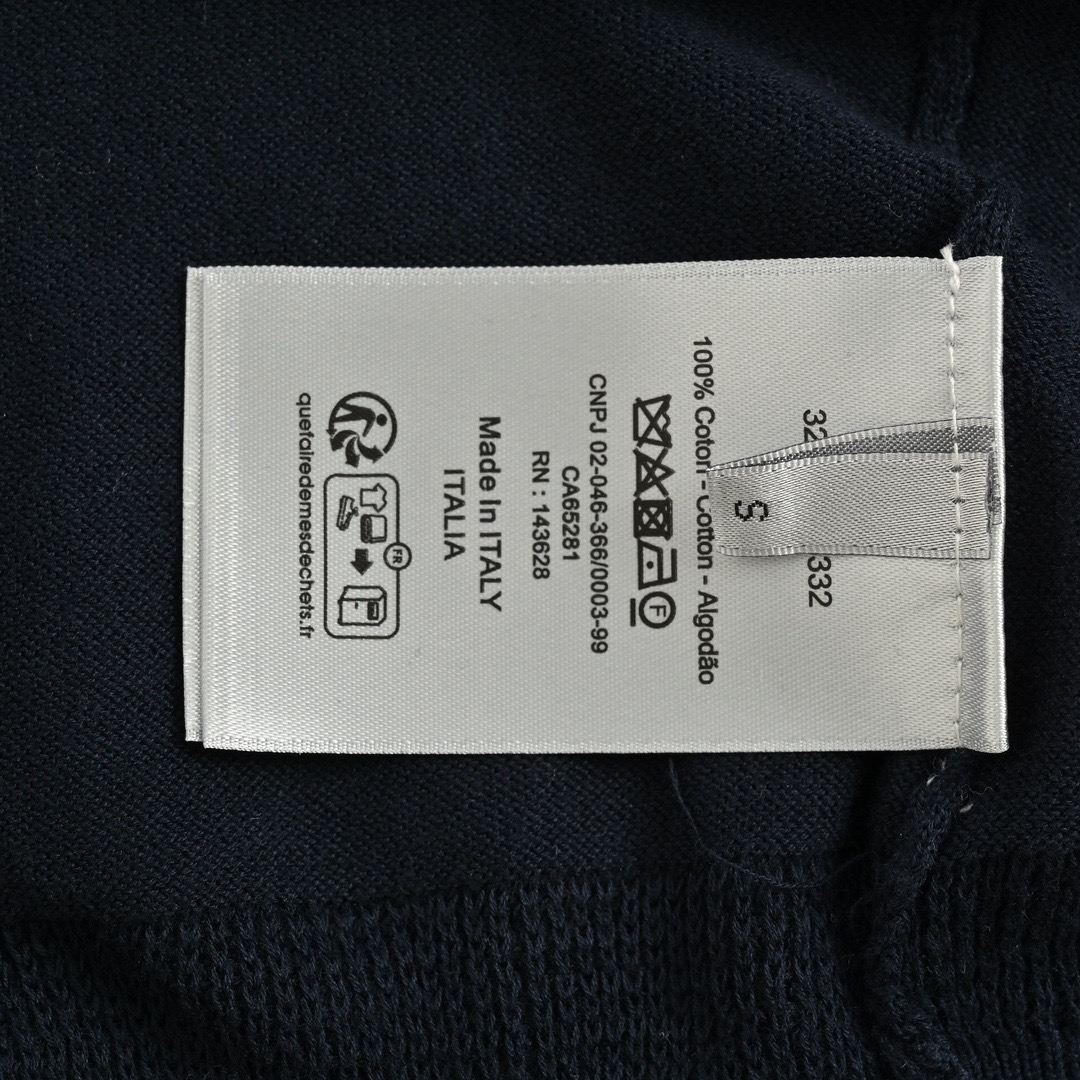 32 332
S
100% Coton - Cotton - Algodão
F
CNPJ 02-046-366/0003-99
CA65281
RN : 143628
Made In ITALY
ITALIA
FR
quefairedemesdechets.fr